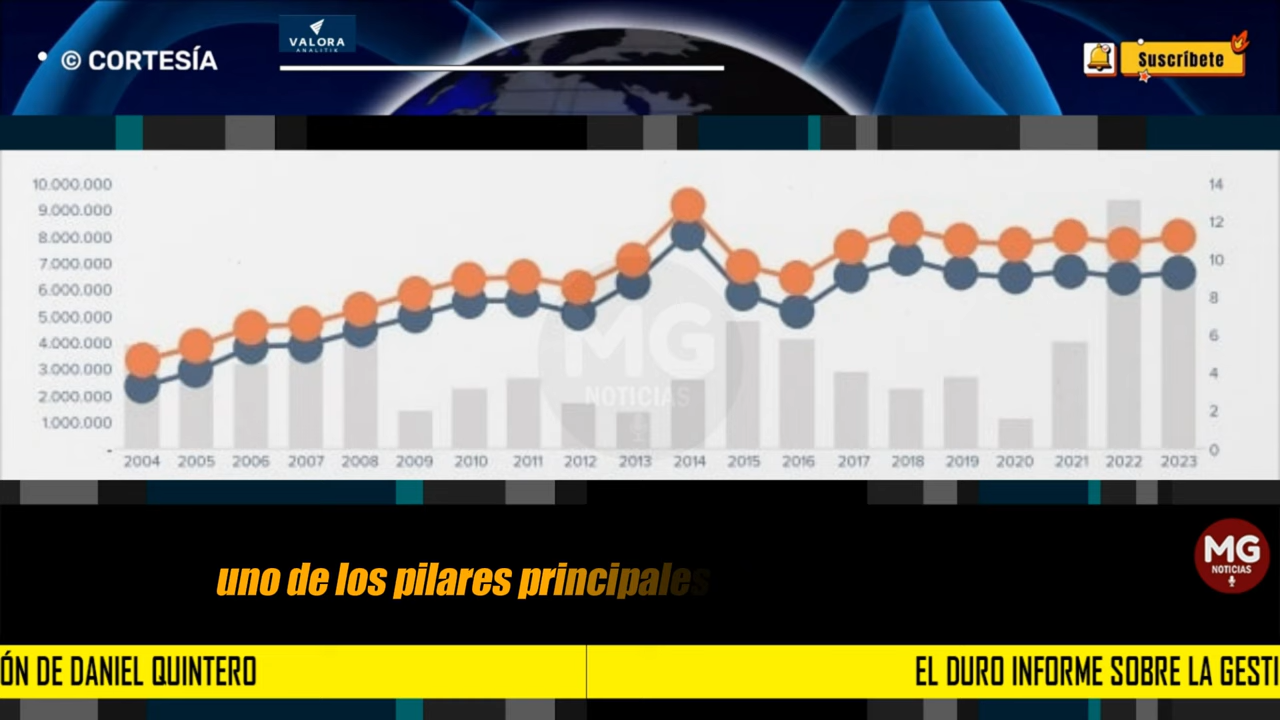 © CORTESÍA
VALORA
ANALITIK
Suscríbete
10.000.000
9.000.000
8.000.000
7.000.000
6.000.000
5.000.000
4.000.000
3.000.000
2.000.000
1.000.000
-
14
12
10
8
6
4
2
0
2004 2005 2006 2007 2008 2009 2010 2011 2012 2013 2014 2015 2016 2017 2018 2019 2020 2021 2022 2023
MG
NOTICIAS
uno de los pilares principales
MG
NOTICIAS
ÓN DE DANIEL QUINTERO
EL DURO INFORME SOBRE LA GESTI